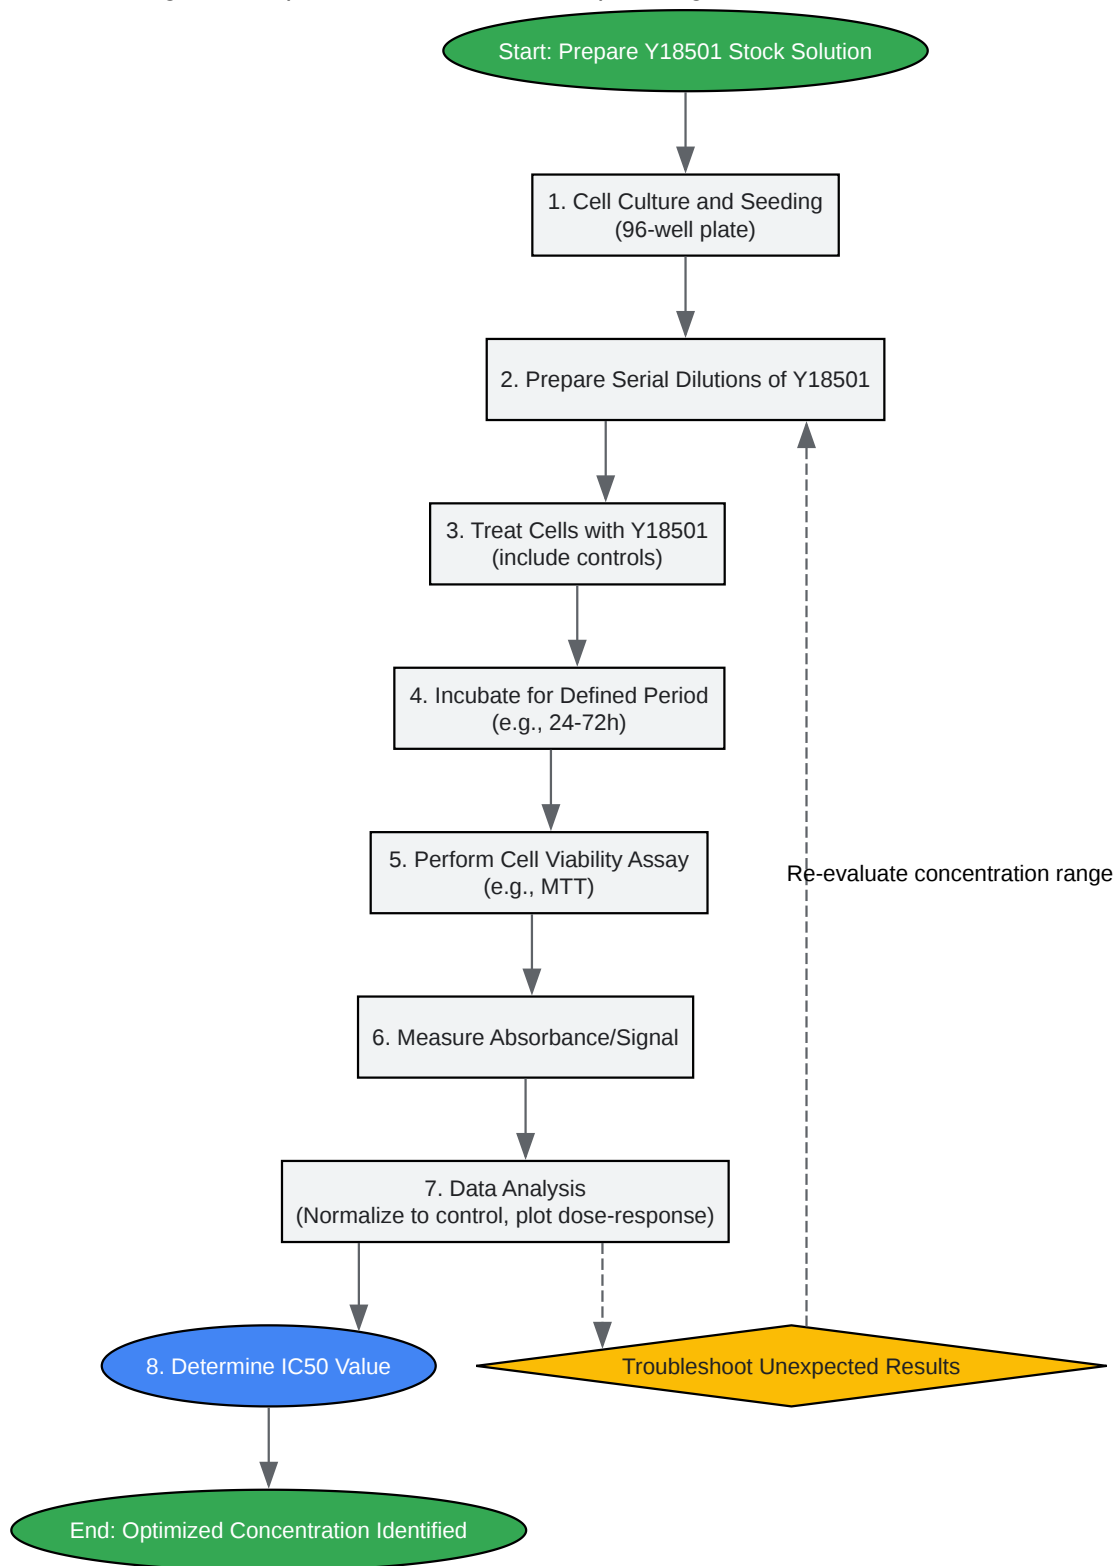 Start: Prepare Y18501 Stock Solution
1. Cell Culture and Seeding
(96-well plate)
2. Prepare Serial Dilutions of Y18501
3. Treat Cells with Y18501
(include controls)
4. Incubate for Defined Period
(e.g., 24-72h)
5. Perform Cell Viability Assay
(e.g., MTT)
Re-evaluate concentration range
6. Measure Absorbance/Signal
7. Data Analysis
(Normalize to control, plot dose-response)
8. Determine IC50 Value
Troubleshoot Unexpected Results
End: Optimized Concentration Identified